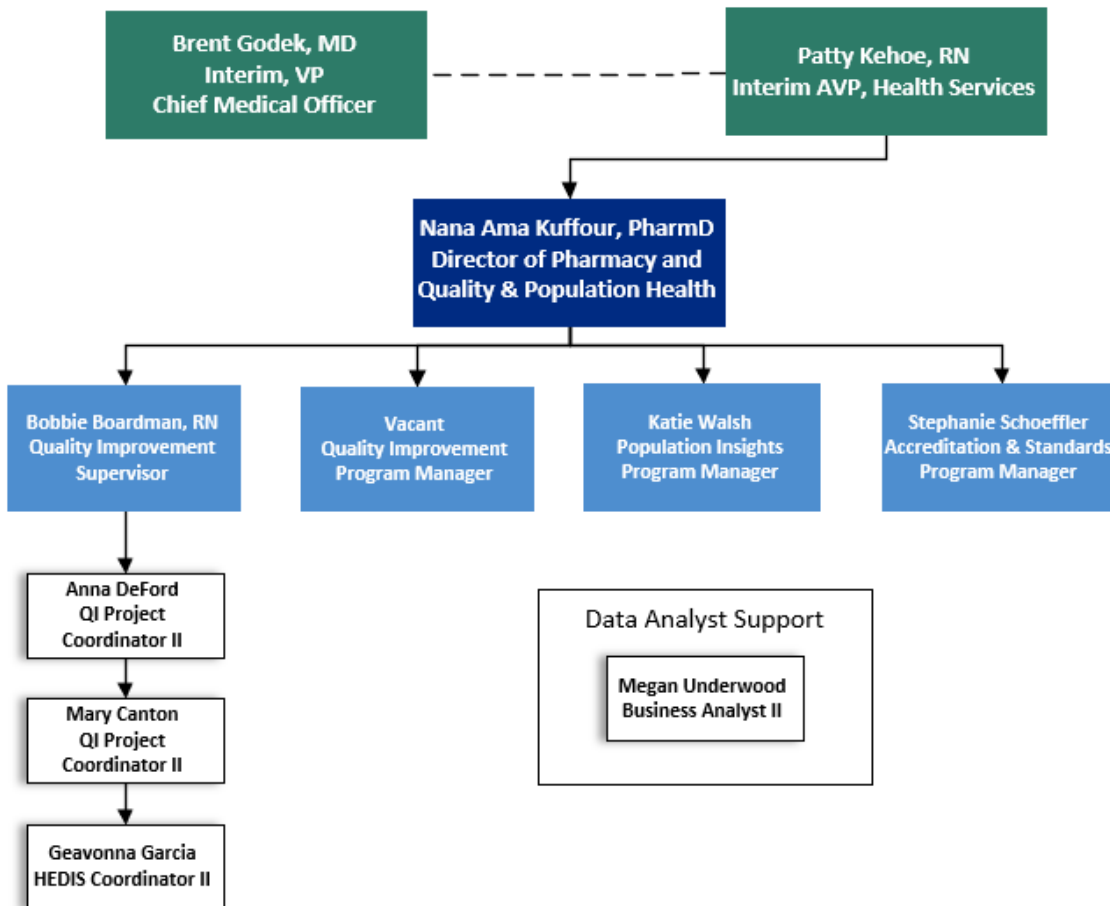 Brent Godek, MD
Interim, VP
Chief Medical Officer
Patty Kehoe, RN
Interim AVP, Health Services
Nana Ama Kuffour, PharmD
Director of Pharmacy and
Quality & Population Health
Bobbie Boardman, RN
Quality Improvement
Supervisor
Vacant
Quality Improvement
Program Manager
Katie Walsh
Population Insights
Program Manager
Stephanie Schoeffler
Accreditation & Standards
Program Manager
Anna DeFord
QI Project
Coordinator II
Mary Canton
QI Project
Coordinator II
Geavonna Garcia
HEDIS Coordinator II
Data Analyst Support
Megan Underwood
Business Analyst II